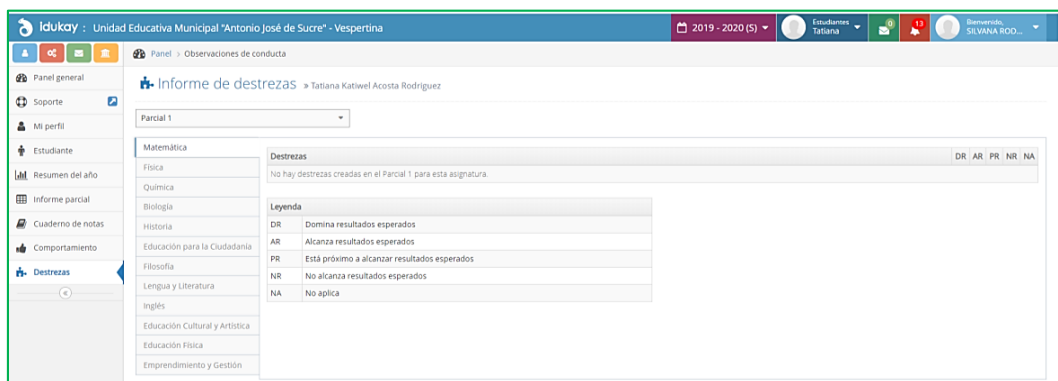 Idukay : Unidad Educativa Municipal "Antonio José de Sucre" - Vespertina
2019 - 2020 (S)
Estudiantes
Tatiana
0
13
Bienvenido,
SILVANA ROD...
Panel > Observaciones de conducta
Panel general
Soporte
Mi perfil
Estudiante
Resumen del año
Informe parcial
Cuaderno de notas
Comportamiento
Destrezas
Informe de destrezas » Tatiana Katiwel Acosta Rodriguez
Parcial 1
Matemática
Física
Química
Biología
Historia
Educación para la Ciudadanía
Filosofía
Lengua y Literatura
Inglés
Educación Cultural y Artística
Educación Física
Emprendimiento y Gestión
Destrezas DR AR PR NR NA
No hay destrezas creadas en el Parcial 1 para esta asignatura.
Leyenda
DR Domina resultados esperados
AR Alcanza resultados esperados
PR Está próximo a alcanzar resultados esperados
NR No alcanza resultados esperados
NA No aplica